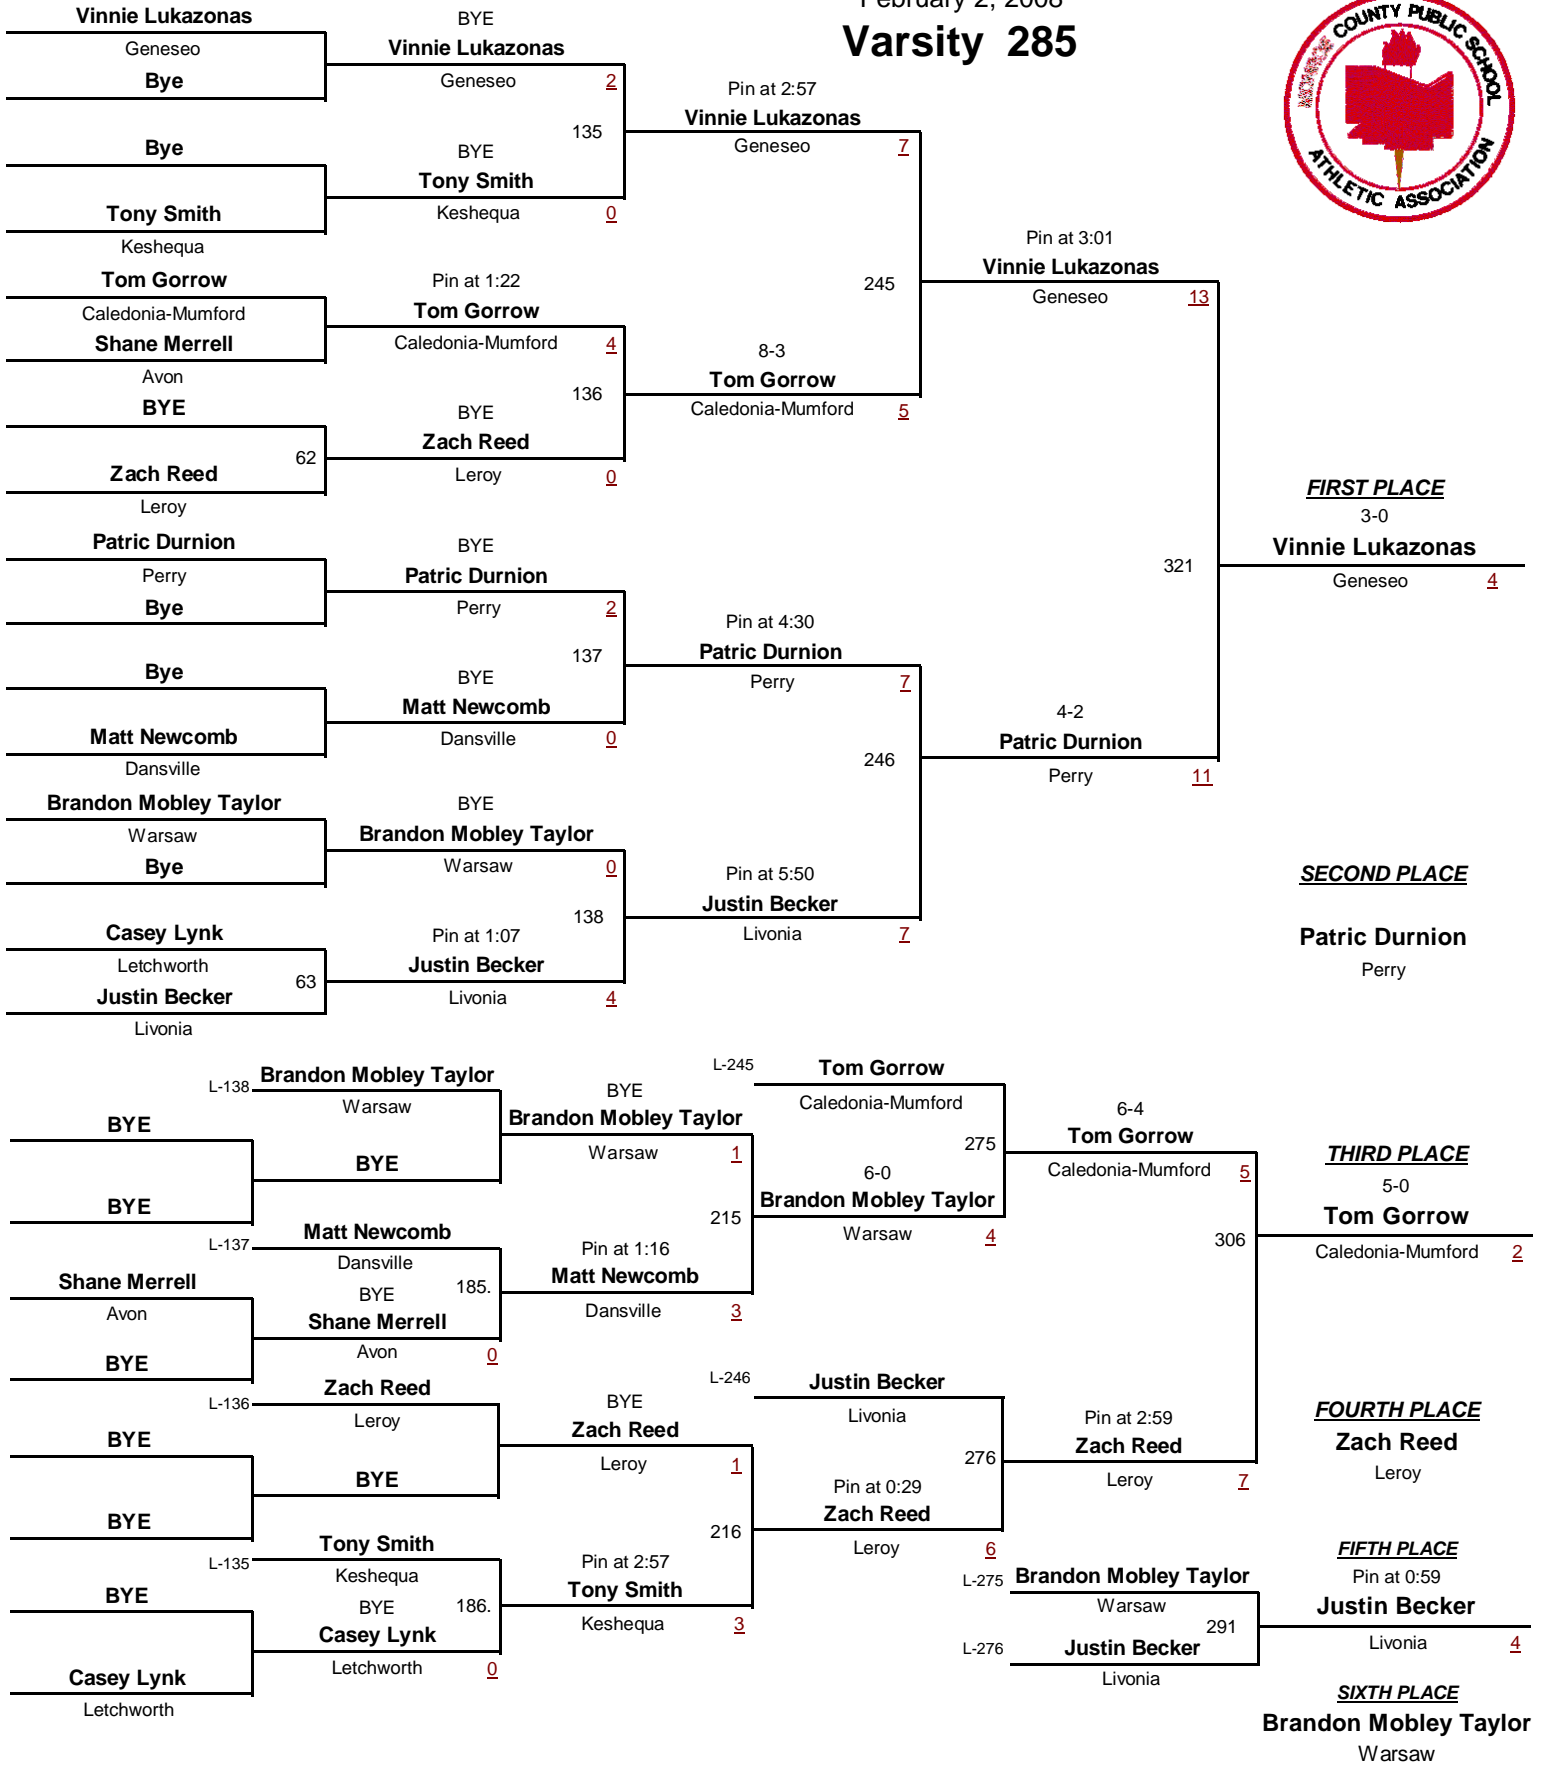 February 2, 2008
Varsity 285
COUNTY PUBLIC SCHOOL
ATHLETIC ASSOCIATION
Vinnie Lukazonas
Geneseo
Bye
Bye
Tony Smith
Keshequa
Tom Gorrow
Caledonia-Mumford
Shane Merrell
Avon
BYE
62
Zach Reed
Leroy
Patric Durnion
Perry
Bye
Bye
Matt Newcomb
Dansville
Brandon Mobley Taylor
Warsaw
Bye
Casey Lynk
Letchworth
63
Justin Becker
Livonia
BYE
Vinnie Lukazonas
Geneseo 2
135
BYE
Tony Smith
Keshequa 0
Pin at 1:22
Tom Gorrow
Caledonia-Mumford 4
136
BYE
Zach Reed
Leroy 0
BYE
Patric Durnion
Perry 2
137
BYE
Matt Newcomb
Dansville 0
BYE
Brandon Mobley Taylor
Warsaw 0
138
Pin at 1:07
Justin Becker
Livonia 4
Pin at 2:57
Vinnie Lukazonas
Geneseo 7
245
8-3
Tom Gorrow
Caledonia-Mumford 5
Pin at 4:30
Patric Durnion
Perry 7
246
Pin at 5:50
Justin Becker
Livonia 7
Pin at 3:01
Vinnie Lukazonas
Geneseo 13
321
4-2
Patric Durnion
Perry 11
FIRST PLACE
3-0
Vinnie Lukazonas
Geneseo 4
SECOND PLACE
Patric Durnion
Perry
BYE
BYE
Shane Merrell
Avon
BYE
BYE
BYE
BYE
Casey Lynk
Letchworth
L-138 Brandon Mobley Taylor
Warsaw
BYE
L-137 Matt Newcomb
Dansville
185.
BYE
Shane Merrell
Avon 0
L-136 Zach Reed
Leroy
BYE
L-135 Tony Smith
Keshequa
186.
BYE
Casey Lynk
Letchworth 0
BYE
Brandon Mobley Taylor
Warsaw 1
215
Pin at 1:16
Matt Newcomb
Dansville 3
BYE
Zach Reed
Leroy 1
216
Pin at 2:57
Tony Smith
Keshequa 3
L-245 Tom Gorrow
Caledonia-Mumford
275
6-0
Brandon Mobley Taylor
Warsaw 4
L-246 Justin Becker
Livonia
276
Pin at 0:29
Zach Reed
Leroy 6
6-4
Tom Gorrow
Caledonia-Mumford 5
306
Pin at 2:59
Zach Reed
Leroy 7
L-275 Brandon Mobley Taylor
Warsaw
291
L-276 Justin Becker
Livonia
THIRD PLACE
5-0
Tom Gorrow
Caledonia-Mumford 2
FOURTH PLACE
Zach Reed
Leroy
FIFTH PLACE
Pin at 0:59
Justin Becker
Livonia 4
SIXTH PLACE
Brandon Mobley Taylor
Warsaw